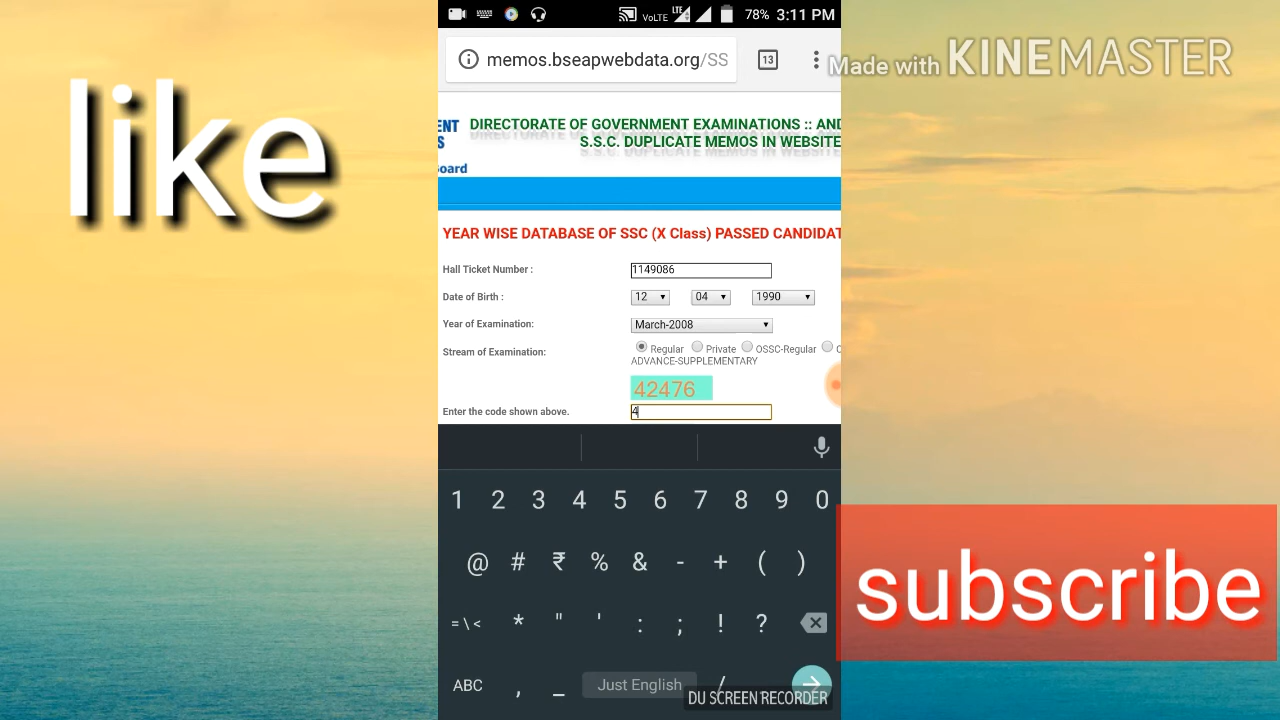 like
VoLTE
LTE
78% 3:11 PM
memos.bseapwebdata.org/SS
13
Made with KINEMASTER
ENT
S
oard
DIRECTORATE OF GOVERNMENT EXAMINATIONS :: AND
S.S.C. DUPLICATE MEMOS IN WEBSITE
YEAR WISE DATABASE OF SSC (X Class) PASSED CANDIDAT
Hall Ticket Number : 1149086
Date of Birth : 12 04 1990
Year of Examination: March-2008
Stream of Examination: Regular Private OSSC-Regular O
ADVANCE-SUPPLEMENTARY
42476
Enter the code shown above. 4
1 2 3 4 5 6 7 8 9 0
@ # ₹ % & - + ( )
= \ < * " ' : ; ! ?
ABC , _ Just English /
DU SCREEN RECORDER
subscribe